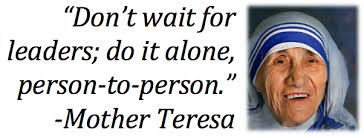 “Don’t wait for
leaders; do it alone,
person-to-person.”
-Mother Teresa